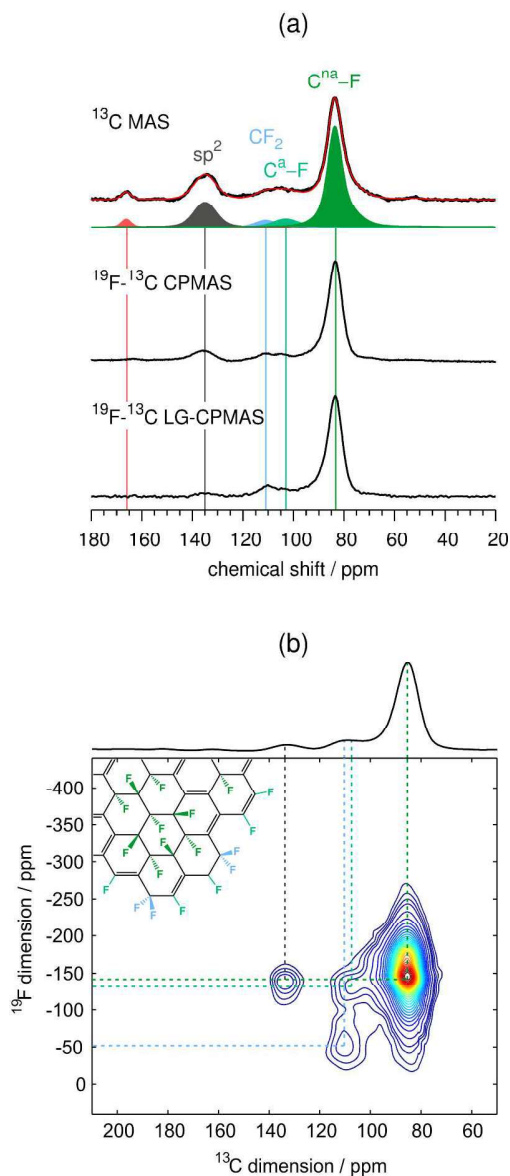 (a)
C^na–F
¹³C MAS
CF₂
sp²
C^a–F
¹⁹F-¹³C CPMAS
¹⁹F-¹³C LG-CPMAS
180 160 140 120 100 80 60 40 20
chemical shift / ppm
(b)
-400
-350
-300
-250
-200
-150
-100
-50
0
¹⁹F dimension / ppm
F F F F F F F F F F F F F F F F F
200 180 160 140 120 100 80 60
¹³C dimension / ppm